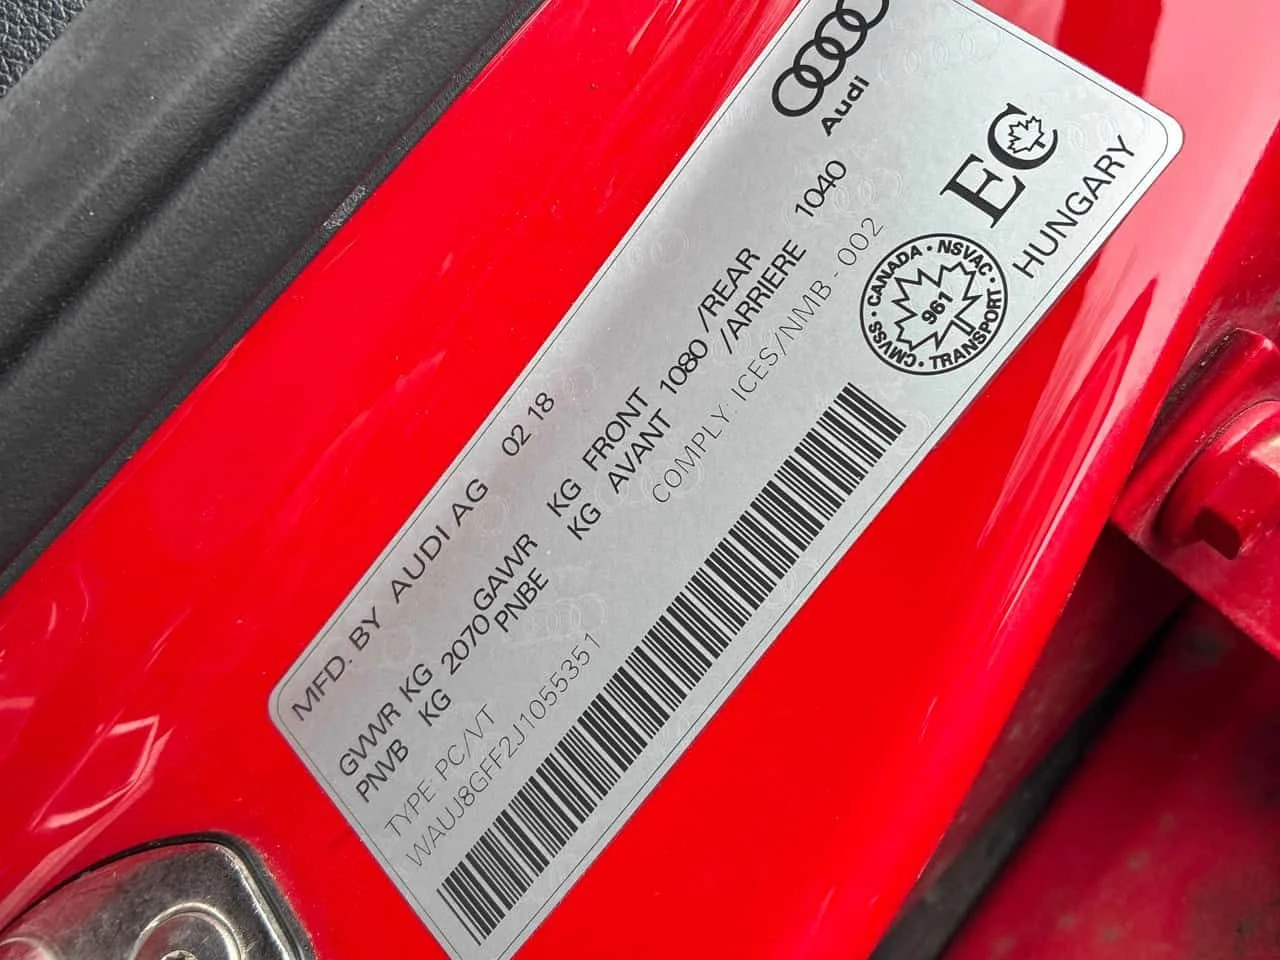 Audi
EC
HUNGARY
MFD. BY AUDI AG 02 18
GVWR KG 2070 GAWR KG FRONT 1080 /REAR 1040
PNVB KG PNBE KG AVANT /ARRIERE
TYPE: PC/VT COMPLY: ICES/NMB - 002
WAUJ8GFF2J1055351
CANADA • NSVAC • TRANSPORT • CMVSS •
961